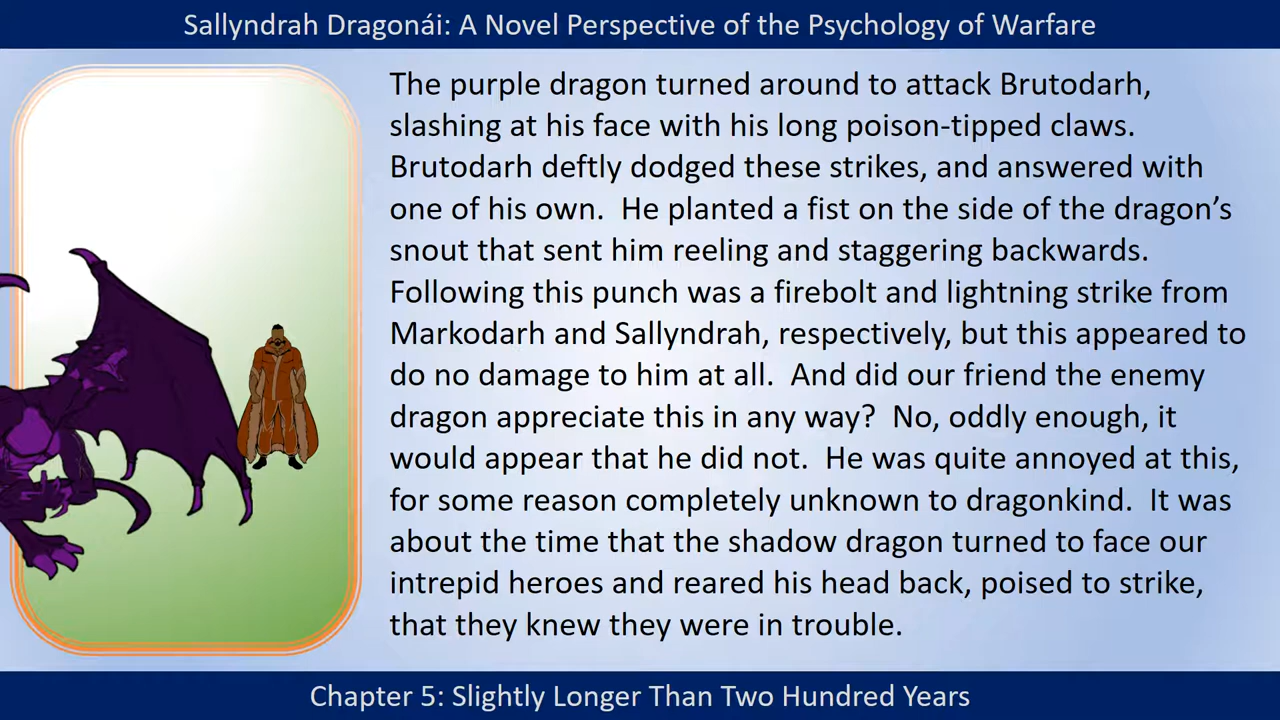 Sallyndrah Dragonái: A Novel Perspective of the Psychology of Warfare
The purple dragon turned around to attack Brutodarh,
slashing at his face with his long poison-tipped claws.
Brutodarh deftly dodged these strikes, and answered with
one of his own.  He planted a fist on the side of the dragon’s
snout that sent him reeling and staggering backwards.
Following this punch was a firebolt and lightning strike from
Markodarh and Sallyndrah, respectively, but this appeared to
do no damage to him at all.  And did our friend the enemy
dragon appreciate this in any way?  No, oddly enough, it
would appear that he did not.  He was quite annoyed at this,
for some reason completely unknown to dragonkind.  It was
about the time that the shadow dragon turned to face our
intrepid heroes and reared his head back, poised to strike,
that they knew they were in trouble.
Chapter 5: Slightly Longer Than Two Hundred Years